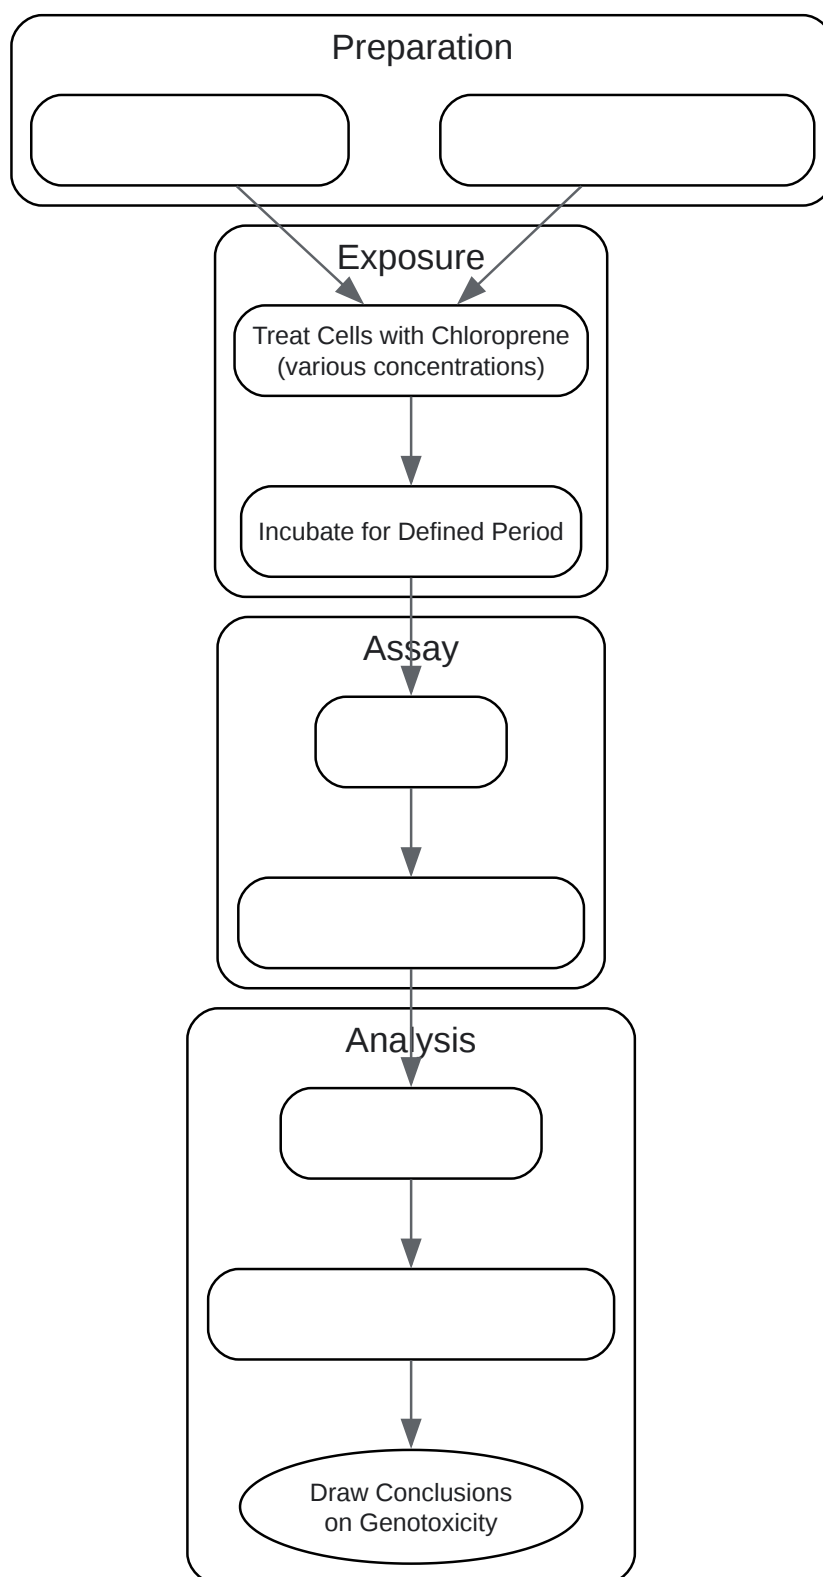 Preparation
Exposure
Treat Cells with Chloroprene
(various concentrations)
Incubate for Defined Period
Assay
Analysis
Draw Conclusions
on Genotoxicity